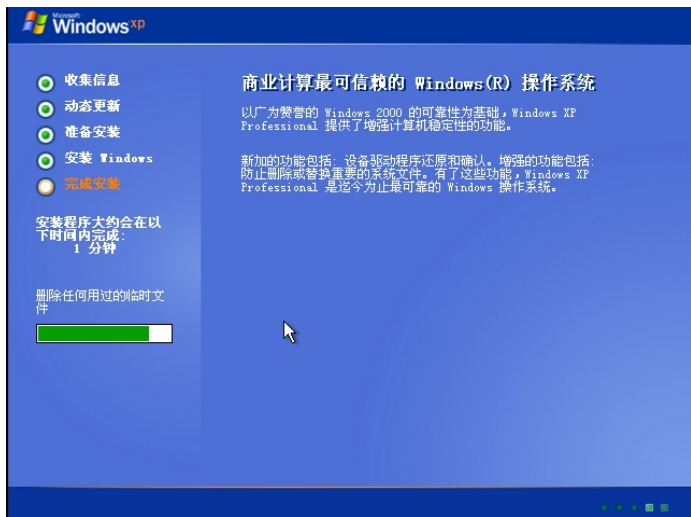 Microsoft
Windows xp
收集信息
动态更新
准备安装
安装 Windows
完成安装
安装程序大约会在以
下时间内完成:
1 分钟
删除任何用过的临时文
件
商业计算最可信赖的 Windows(R) 操作系统
以广为赞誉的 Windows 2000 的可靠性为基础，Windows XP
Professional 提供了增强计算机稳定性的功能。
新加的功能包括: 设备驱动程序还原和确认。增强的功能包括:
防止删除或替换重要的系统文件。有了这些功能，Windows XP
Professional 是迄今为止最可靠的 Windows 操作系统。